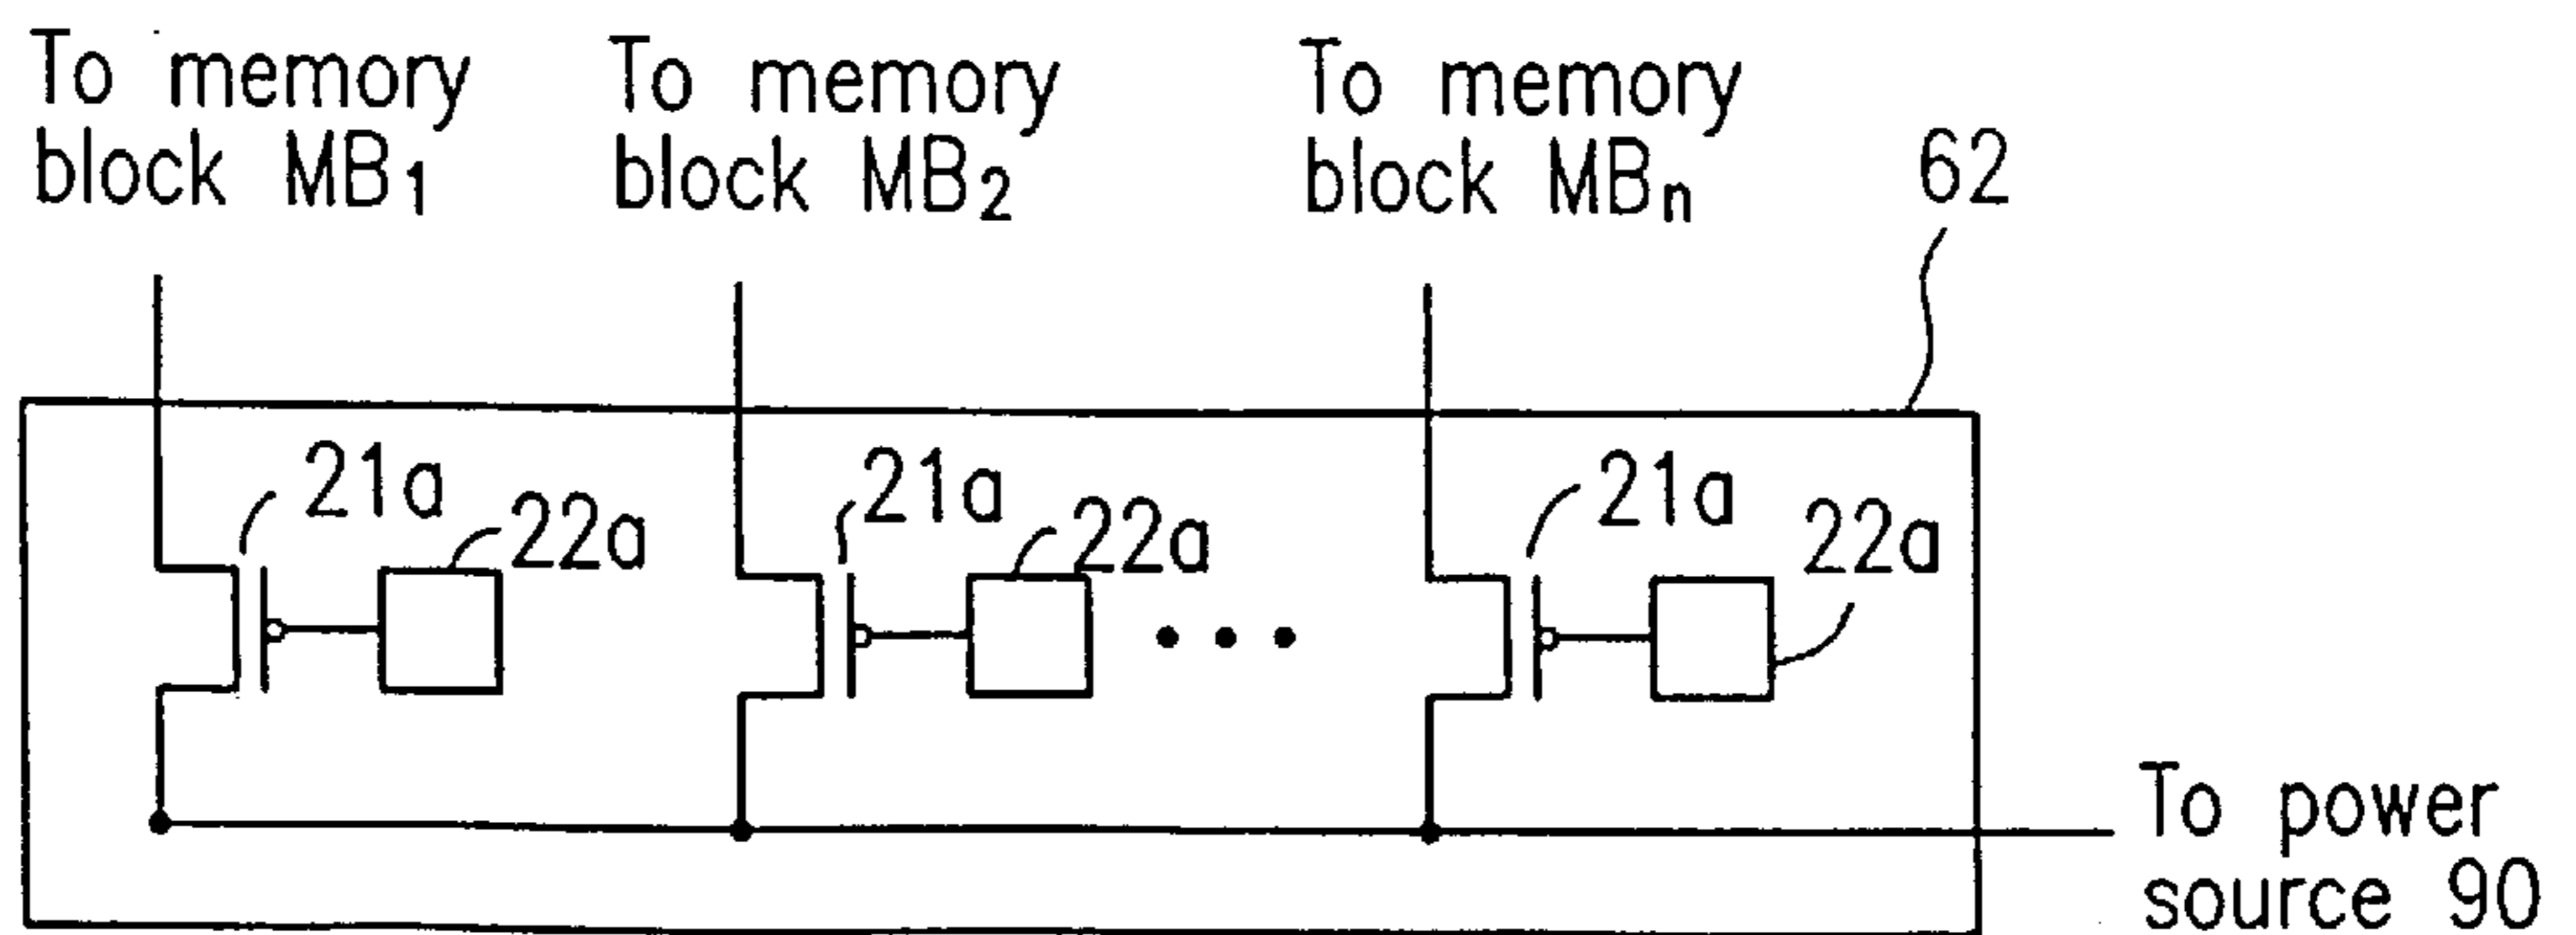 To memory
block MB1
To memory
block MB2
To memory
block MBn
62
21a
22a
21a
22a
21a
22a
To power
source 90